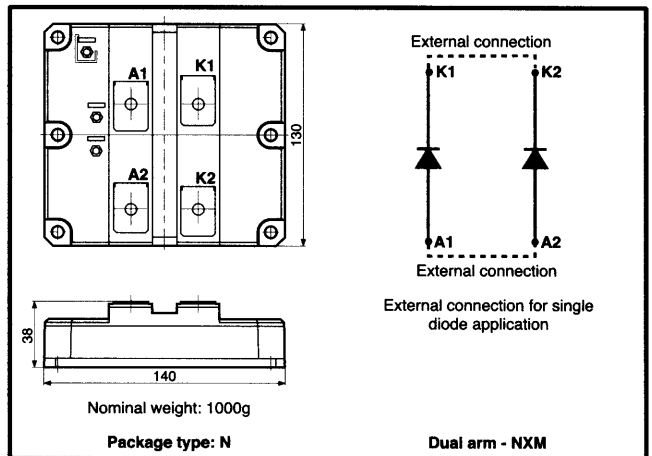 A1
K1
A2
K2
130
38
140
Nominal weight: 1000g
Package type: N
External connection
K1
K2
A1
A2
External connection
External connection for single
diode application
Dual arm - NXM